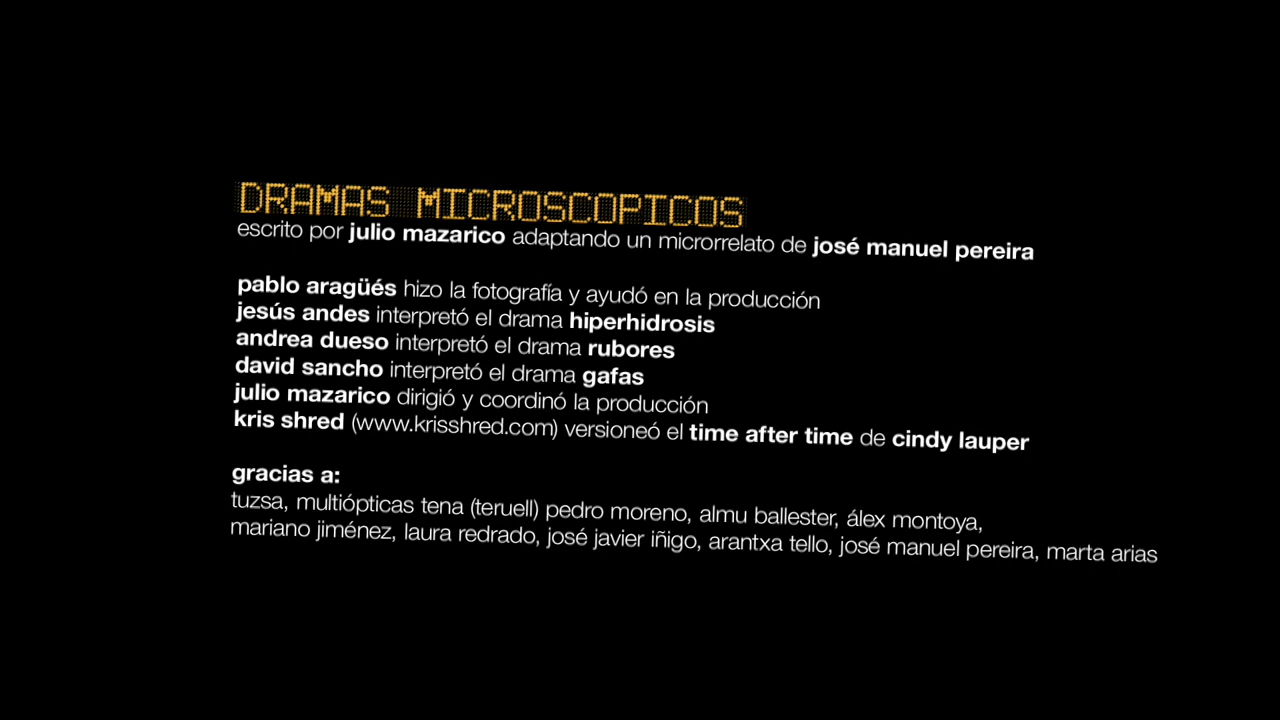 DRAMAS MICROSCOPICOS
escrito por julio mazarico adaptando un microrrelato de josé manuel pereira
pablo aragüés hizo la fotografía y ayudó en la producción
jesús andes interpretó el drama hiperhidrosis
andrea dueso interpretó el drama rubores
david sancho interpretó el drama gafas
julio mazarico dirigió y coordinó la producción
kris shred (www.krisshred.com) versioneó el time after time de cindy lauper
gracias a:
tuzsa, multiópticas tena (teruell) pedro moreno, almu ballester, álex montoya,
mariano jiménez, laura redrado, josé javier iñigo, arantxa tello, josé manuel pereira, marta arias